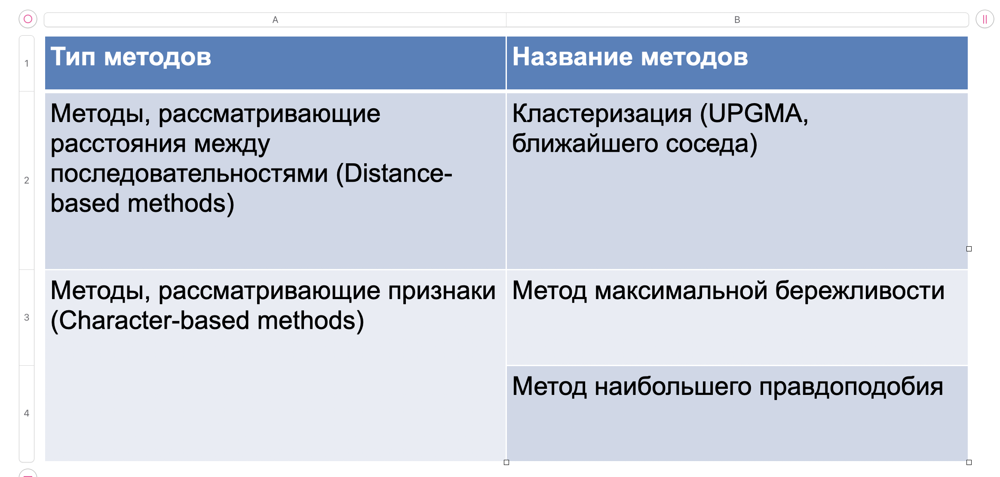 A
B
1
Тип методов
Название методов
2
Методы, рассматривающие
расстояния между
последовательностями (Distance-
based methods)
Кластеризация (UPGMA,
ближайшего соседа)
3
Методы, рассматривающие признаки
(Character-based methods)
Метод максимальной бережливости
4
Метод наибольшего правдоподобия